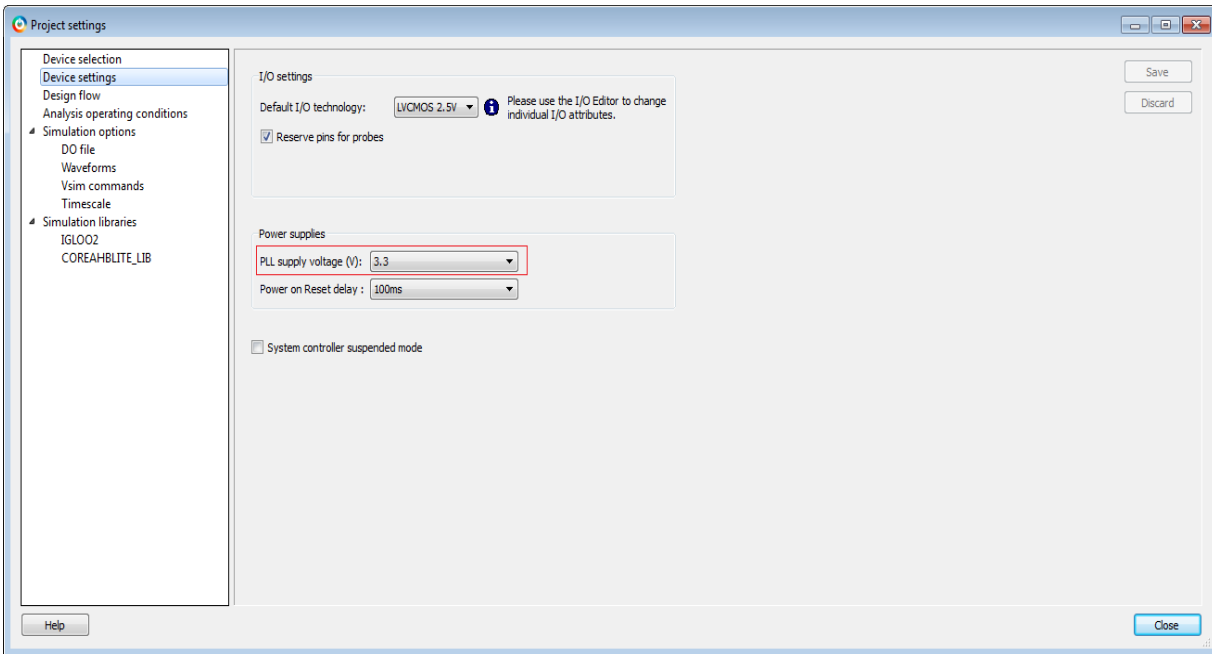 Project settings
Device selection
Device settings
Design flow
Analysis operating conditions
Simulation options
DO file
Waveforms
Vsim commands
Timescale
Simulation libraries
IGLOO2
COREAHBLITE_LIB
I/O settings
Default I/O technology: LVCMOS 2.5V Please use the I/O Editor to change
individual I/O attributes.
Reserve pins for probes
Power supplies
PLL supply voltage (V): 3.3
Power on Reset delay : 100ms
System controller suspended mode
Save
Discard
Help
Close